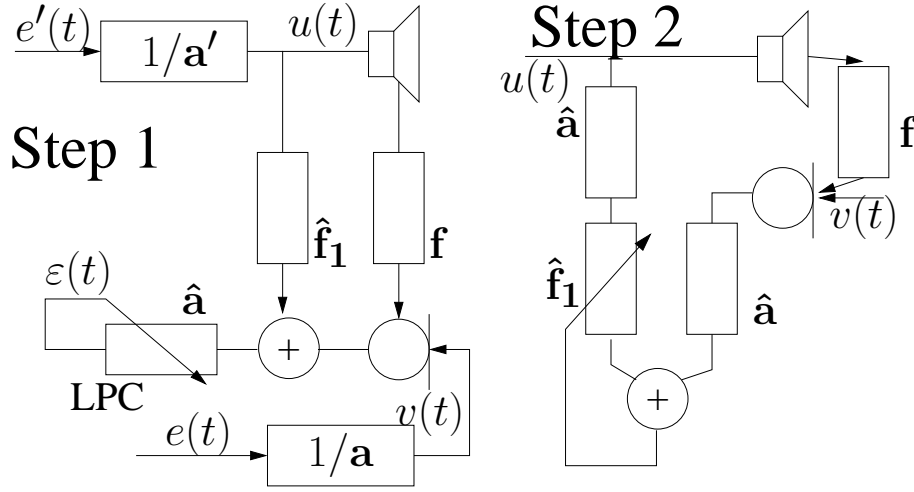 e′(t)
1/a′
u(t)
Step 1
f̂₁
f
ε(t)
â
+
LPC
v(t)
e(t)
1/a
Step 2
u(t)
â
f
v(t)
f̂₁
â
+